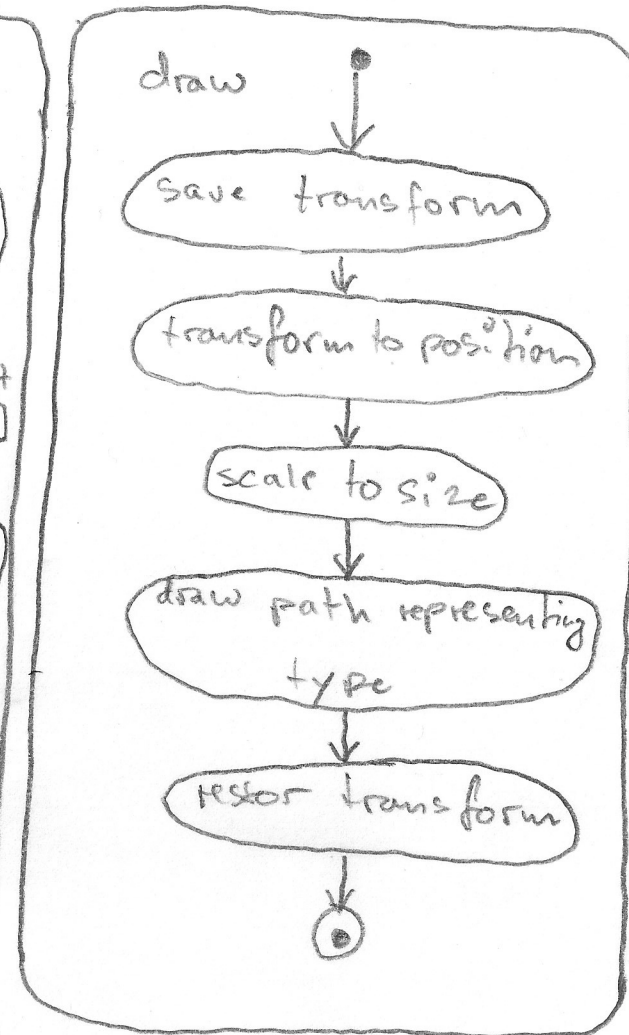 draw
save transform
transform to position
scale to size
draw path representing
type
restor transform